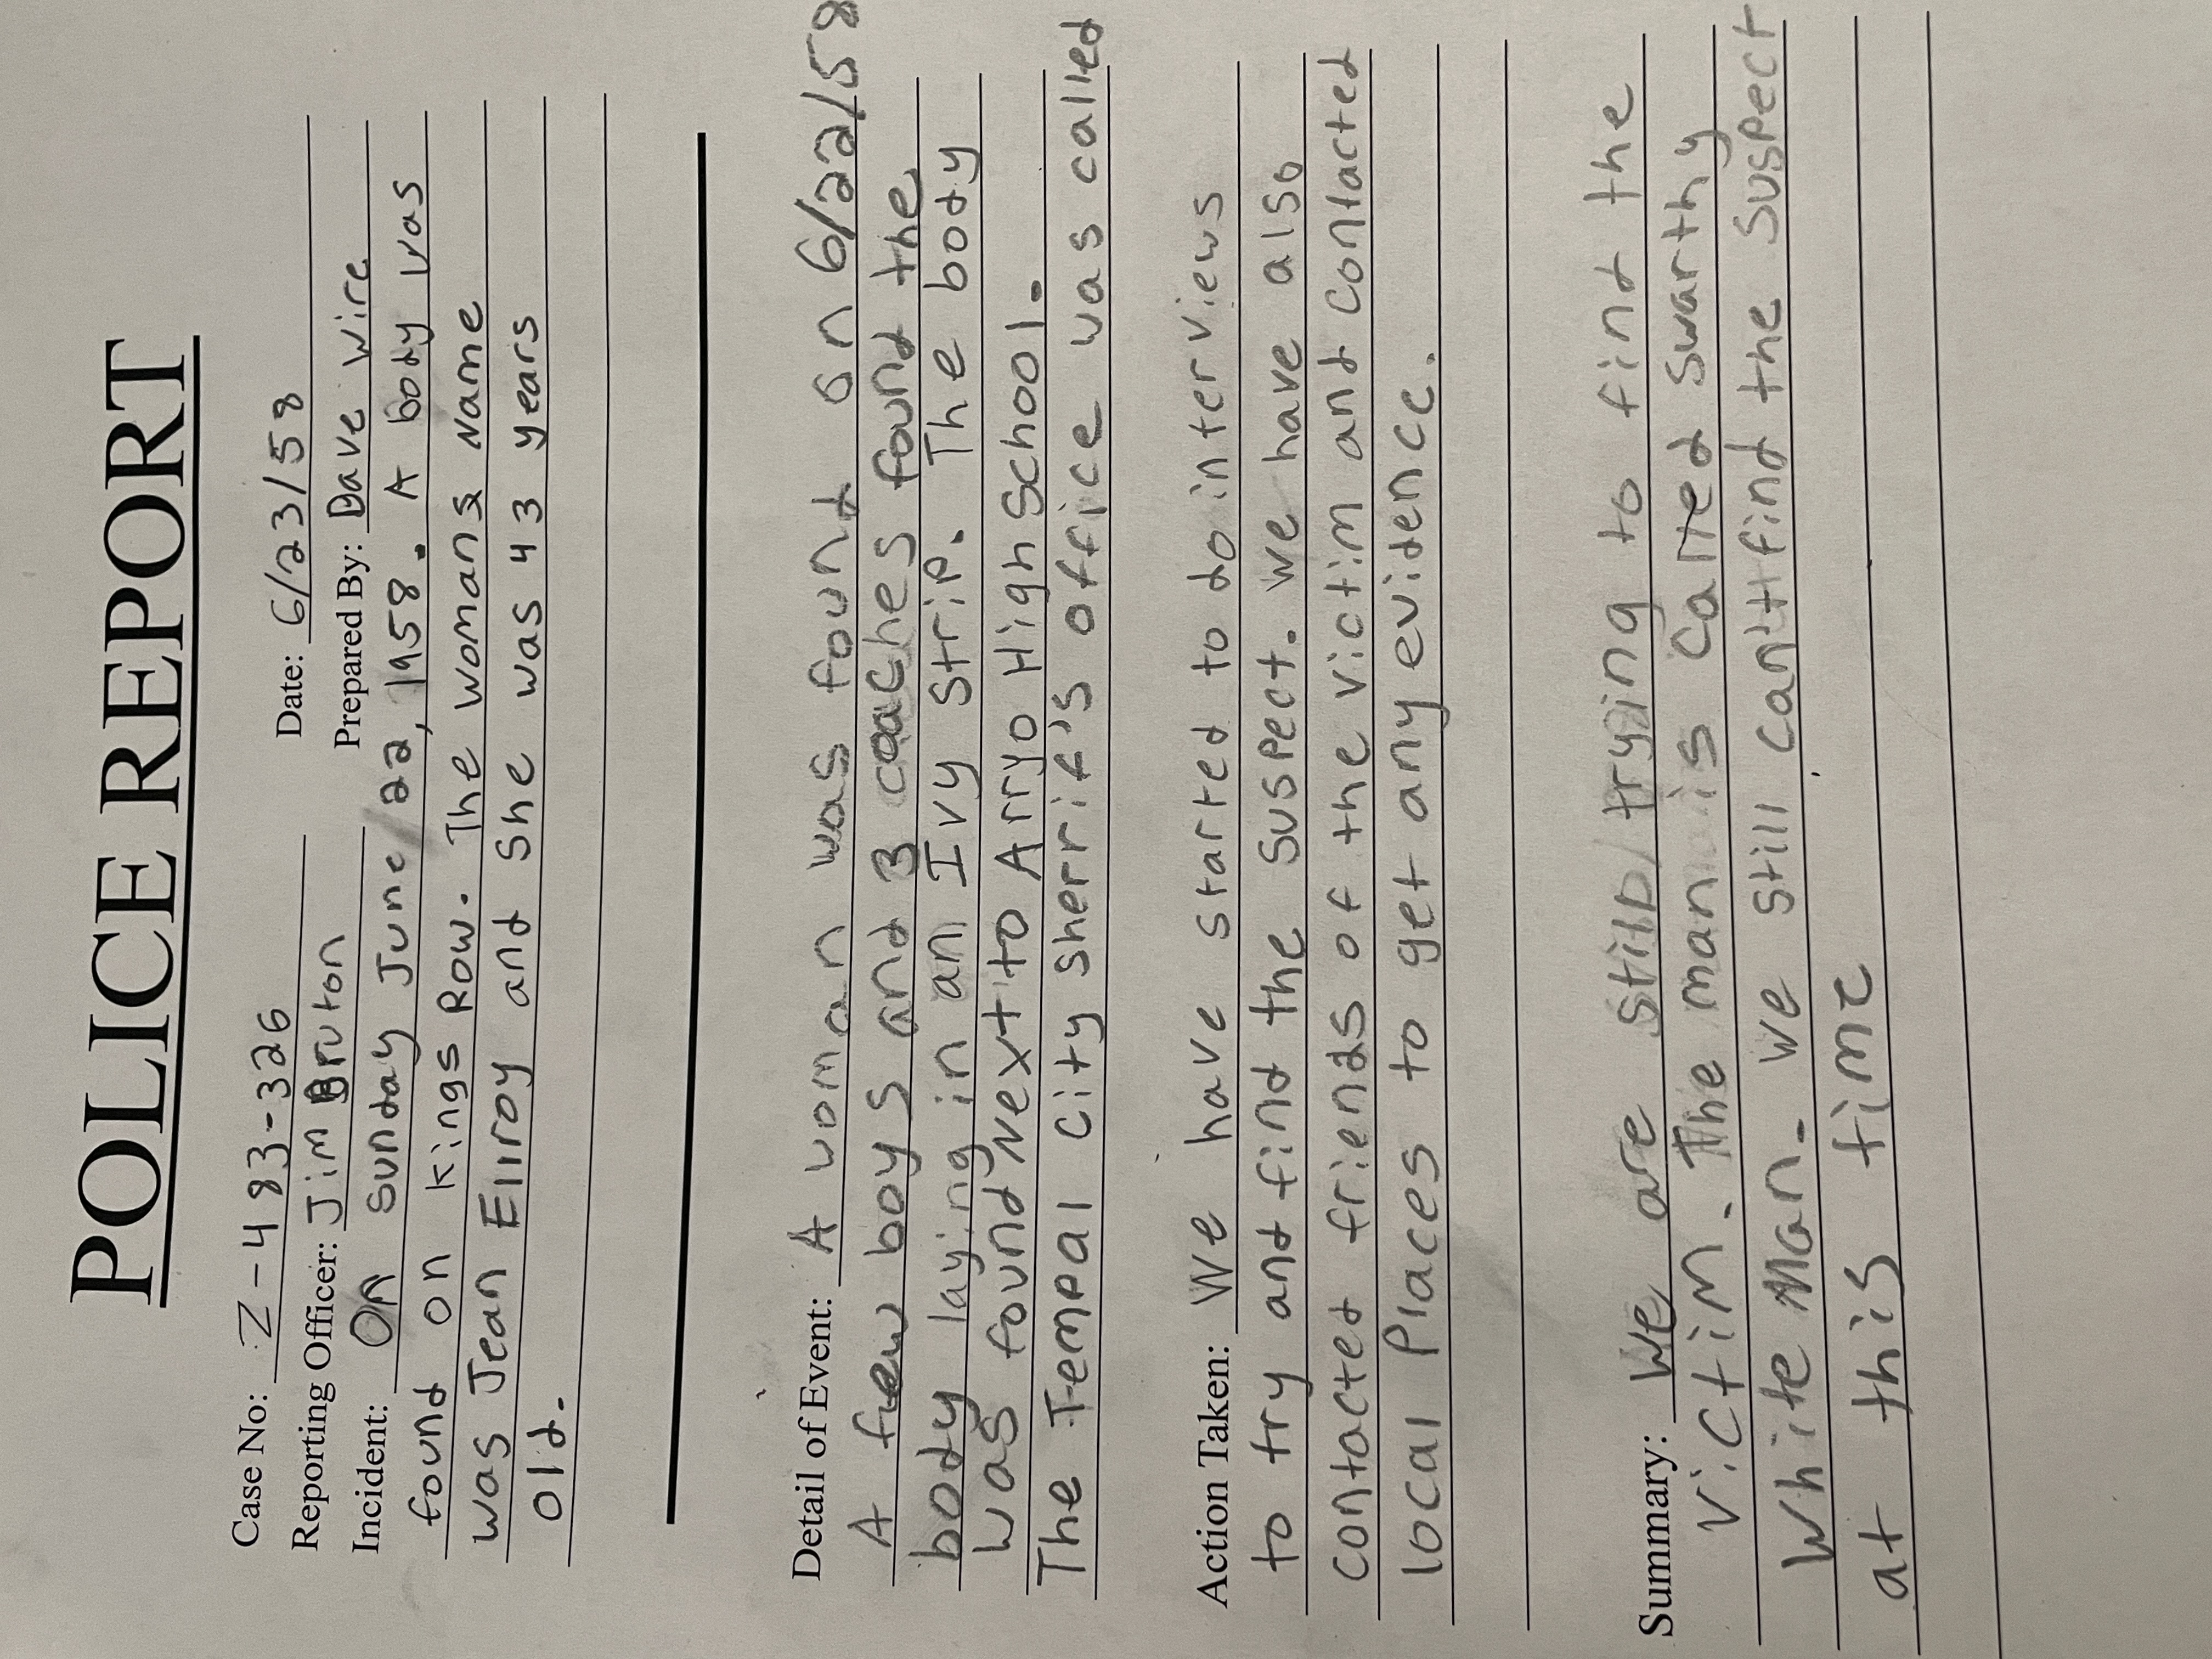 POLICE REPORT
Case No: Z-483-326
Date: 6/23/58
Reporting Officer: Jim Bruton
Prepared By: Dave Wire
Incident: On Sunday June 22, 1958. A body was
found on Kings Row. The womans Name
was Jean Ellroy and She was 43 years
old.
Detail of Event: A woman was found on 6/22/58
A few boys and 3 coaches found the
body laying in an Ivy strip. The body
was found Next to Arryo High School.
The Tempal City Sherrif's office was called
Action Taken: We have started to do interviews
to try and find the suspect. We have also
contacted friends of the victim and contacted
local Places to get any evidence.
Summary: We are still trying to find the
victim. The man is called Swarthy
White Man. We still can't find the Suspect
at this time